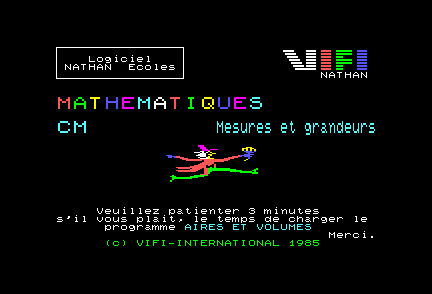 Logiciel
NATHAN Ecoles
VIFI
NATHAN
MATHEMATIQUES
CM
Mesures et grandeurs
Veuillez patienter 3 minutes
s'il vous plait, le temps de charger le
programme AIRES ET VOLUMES
Merci.
(c) VIFI-INTERNATIONAL 1985